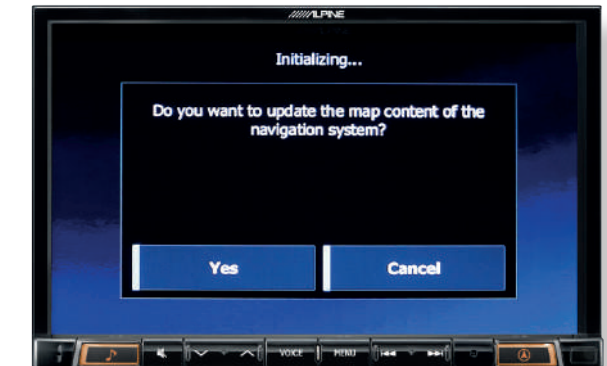 ALPINE
Initializing...
Do you want to update the map content of the
navigation system?
Yes
Cancel
VOICE
MENU